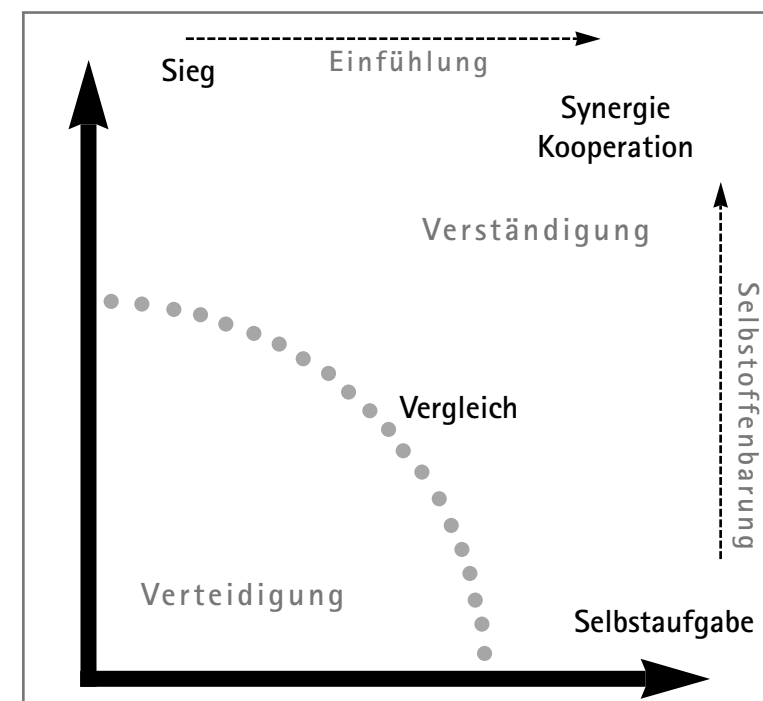 Sieg
Einfühlung
Synergie
Kooperation
Verständigung
Selbstoffenbarung
Vergleich
Verteidigung
Selbstaufgabe